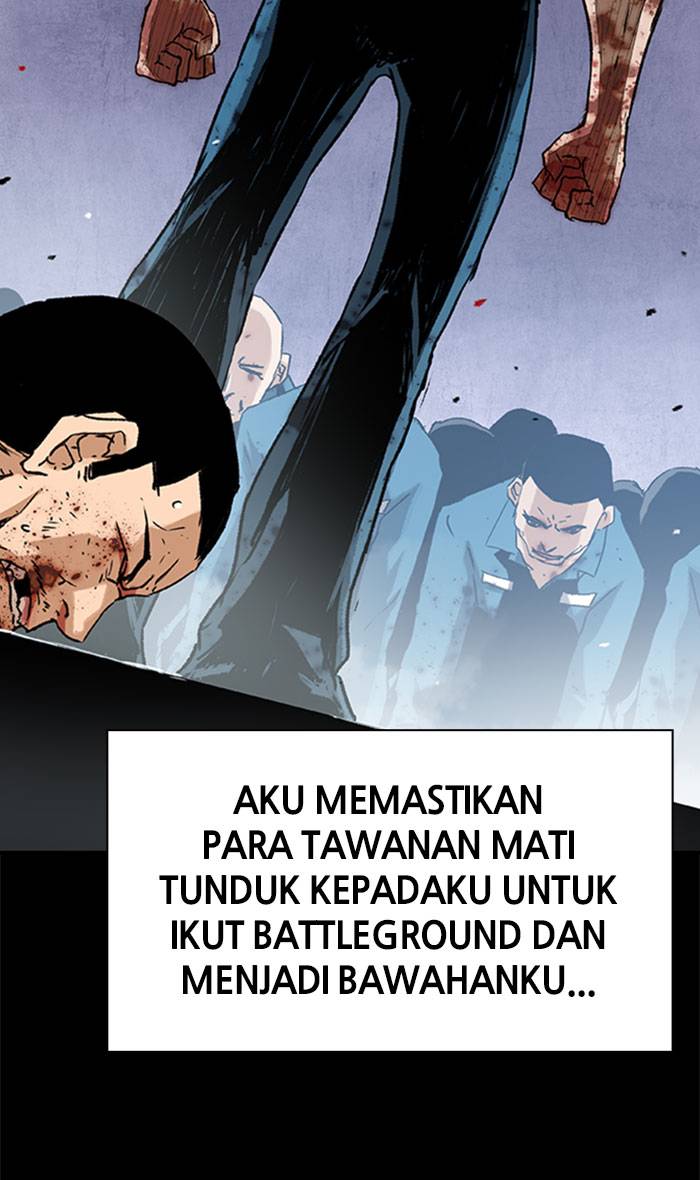 AKU MEMASTIKAN
PARA TAWANAN MATI
TUNDUK KEPADAKU UNTUK
IKUT BATTLEGROUND DAN
MENJADI BAWAHANKU...